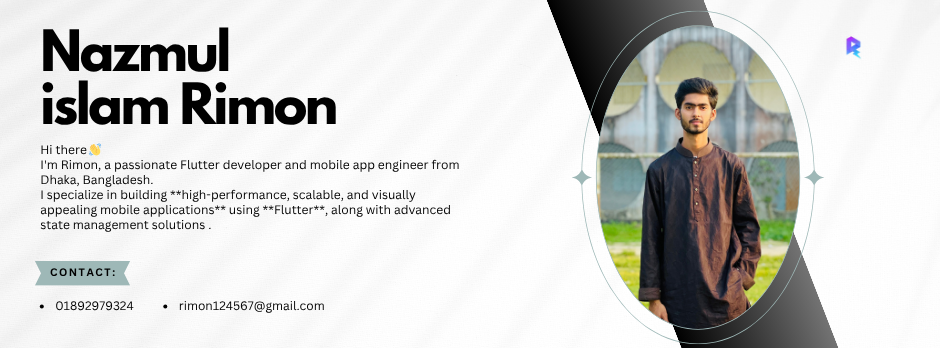 Nazmul
islam Rimon
Hi there👋
I'm Rimon, a passionate Flutter developer and mobile app engineer from
Dhaka, Bangladesh.
I specialize in building **high-performance, scalable, and visually
appealing mobile applications** using **Flutter**, along with advanced
state management solutions .
CONTACT:
• 01892979324 • rimon124567@gmail.com